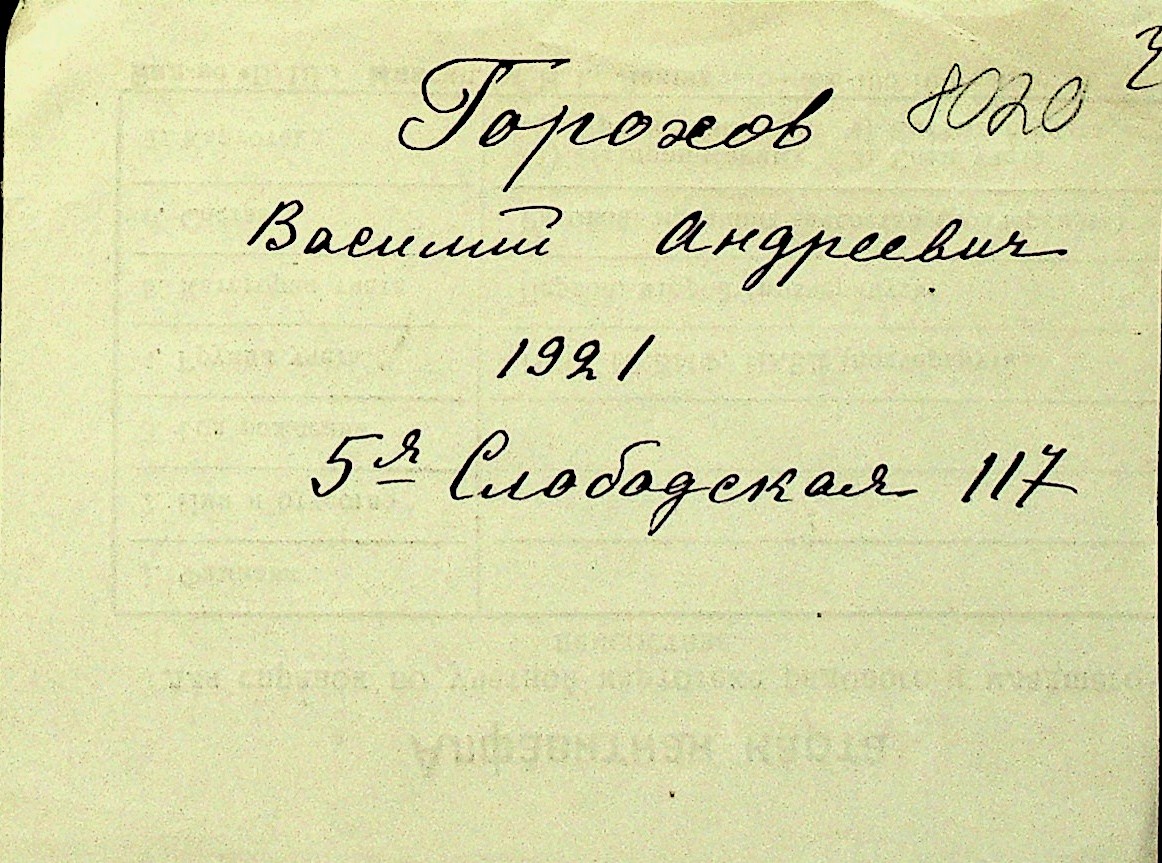 Горохов 8020
Василий Андреевич
1921
5я Слободская 117